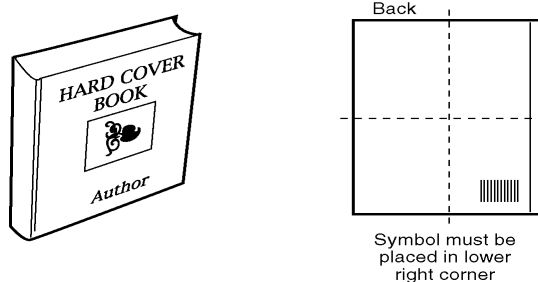 HARD COVER
BOOK
Author
Back
Symbol must be
placed in lower
right corner